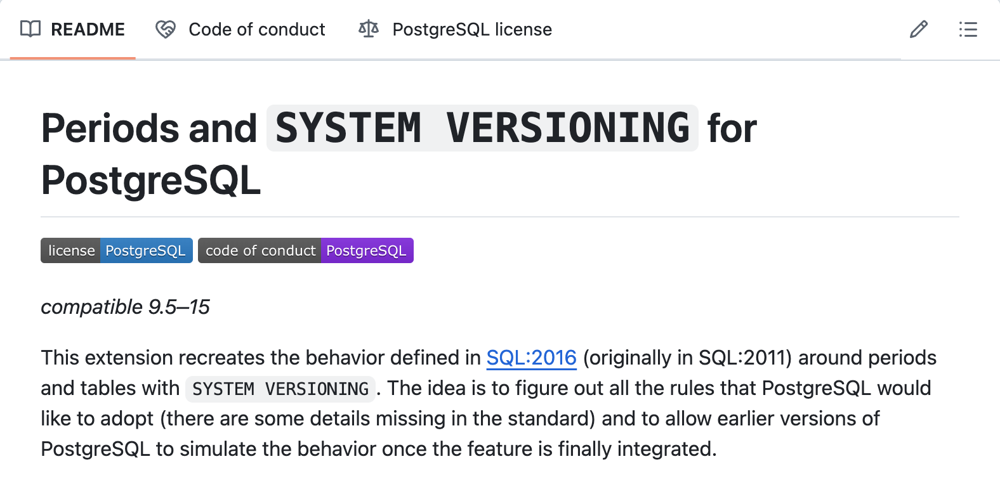 README Code of conduct PostgreSQL license
Periods and SYSTEM VERSIONING for
PostgreSQL
license PostgreSQL code of conduct PostgreSQL
compatible 9.5–15
This extension recreates the behavior defined in SQL:2016 (originally in SQL:2011) around periods
and tables with SYSTEM VERSIONING. The idea is to figure out all the rules that PostgreSQL would
like to adopt (there are some details missing in the standard) and to allow earlier versions of
PostgreSQL to simulate the behavior once the feature is finally integrated.